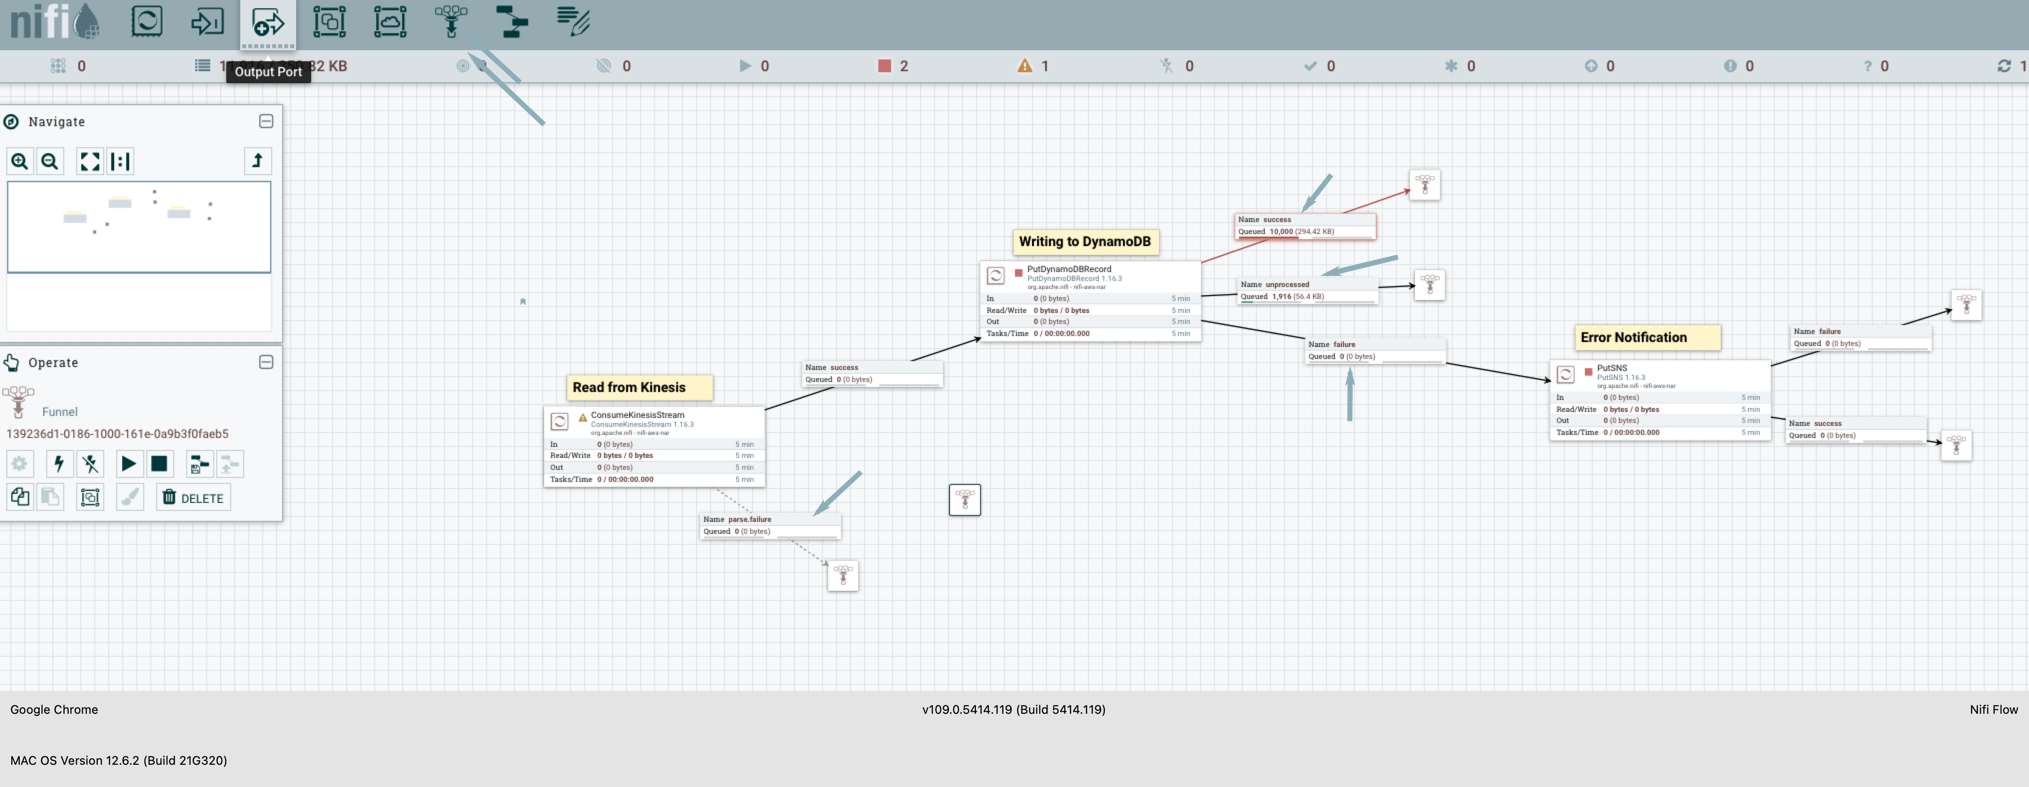 nifi
0
KB
Output Port
0
0
2
1
0
0
0
0
0
? 0
1
Navigate
Operate
Funnel
139236d1-0186-1000-161e-0a9b3f0faeb5
DELETE
Read from Kinesis
ConsumeKinesisStream
ConsumeKinesisStream 1.16.3
org.apache.nifi - nifi-aws-nar
In 0 (0 bytes) 5 min
Read/Write 0 bytes / 0 bytes 5 min
Out 0 (0 bytes) 5 min
Tasks/Time 0 / 00:00:00.000 5 min
Name parse.failure
Queued 0 (0 bytes)
Name success
Queued 0 (0 bytes)
Writing to DynamoDB
PutDynamoDBRecord
PutDynamoDBRecord 1.16.3
org.apache.nifi - nifi-aws-nar
In 0 (0 bytes) 5 min
Read/Write 0 bytes / 0 bytes 5 min
Out 0 (0 bytes) 5 min
Tasks/Time 0 / 00:00:00.000 5 min
Name success
Queued 10,000 (294.42 KB)
Name unprocessed
Queued 1,916 (56.4 KB)
Name failure
Queued 0 (0 bytes)
Error Notification
PutSNS
PutSNS 1.16.3
org.apache.nifi - nifi-aws-nar
In 0 (0 bytes) 5 min
Read/Write 0 bytes / 0 bytes 5 min
Out 0 (0 bytes) 5 min
Tasks/Time 0 / 00:00:00.000 5 min
Name failure
Queued 0 (0 bytes)
Name success
Queued 0 (0 bytes)
Google Chrome
v109.0.5414.119 (Build 5414.119)
Nifi Flow
MAC OS Version 12.6.2 (Build 21G320)